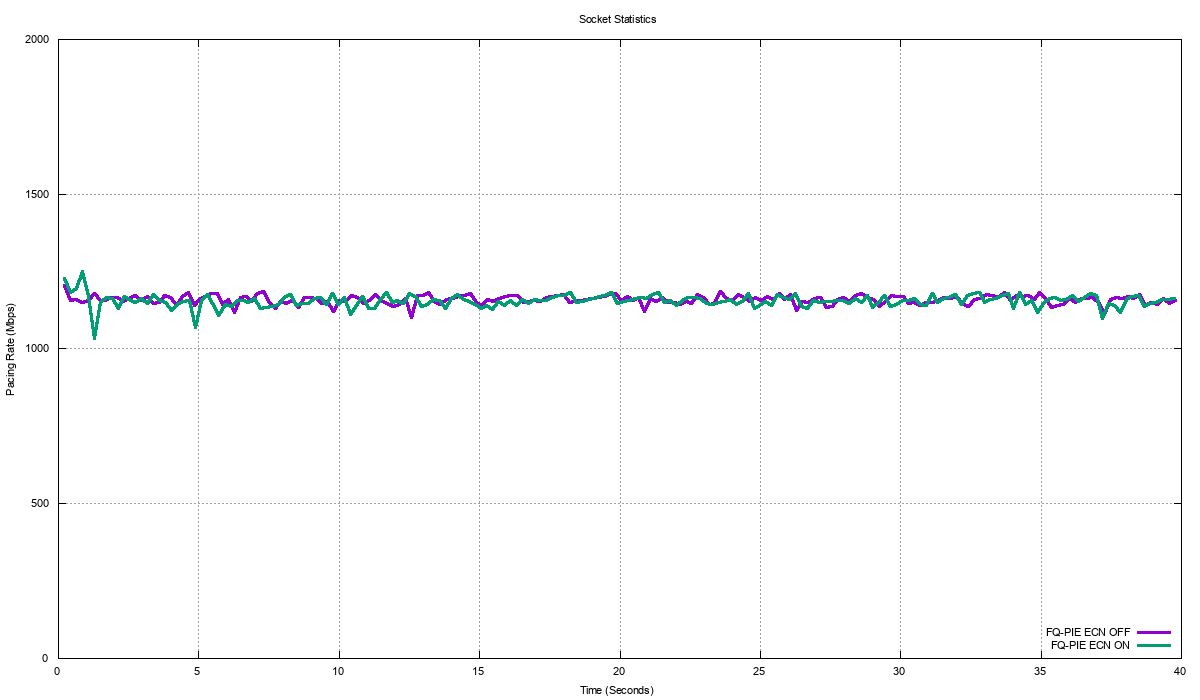 Socket Statistics
2000
1500
1000
500
0
Pacing Rate (Mbps)
0 5 10 15 20 25 30 35 40
Time (Seconds)
FQ-PIE ECN OFF
FQ-PIE ECN ON